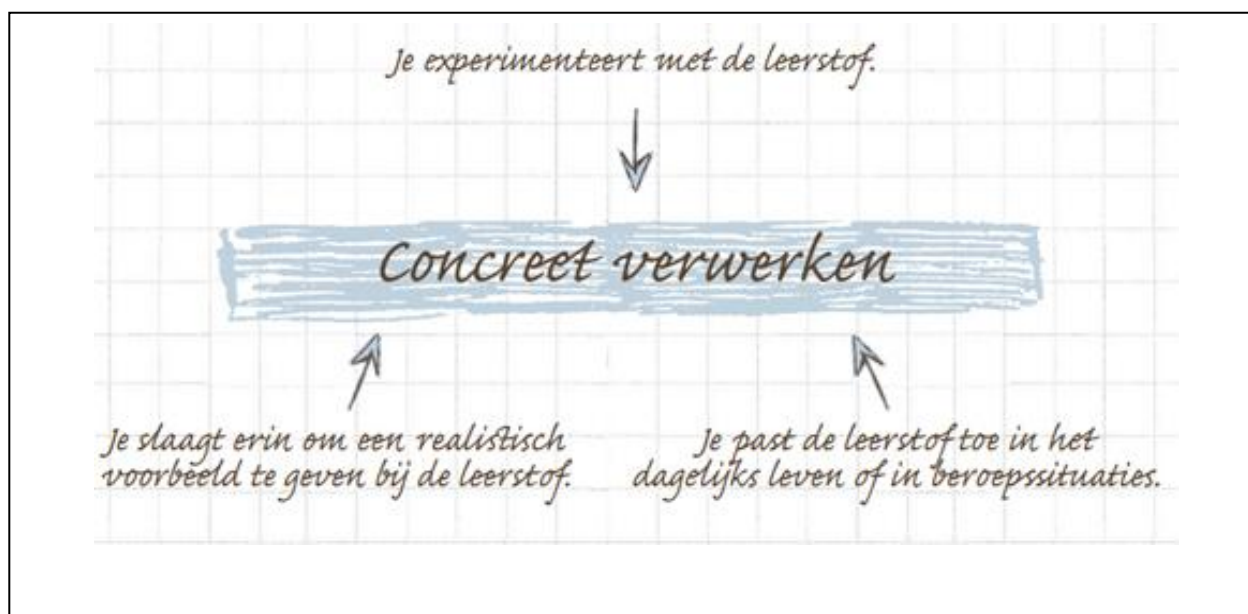 Je experimenteert met de leerstof.
Concreet verwerken
Je slaagt erin om een realistisch
voorbeeld te geven bij de leerstof.
Je past de leerstof toe in het
dagelijks leven of in beroepssituaties.